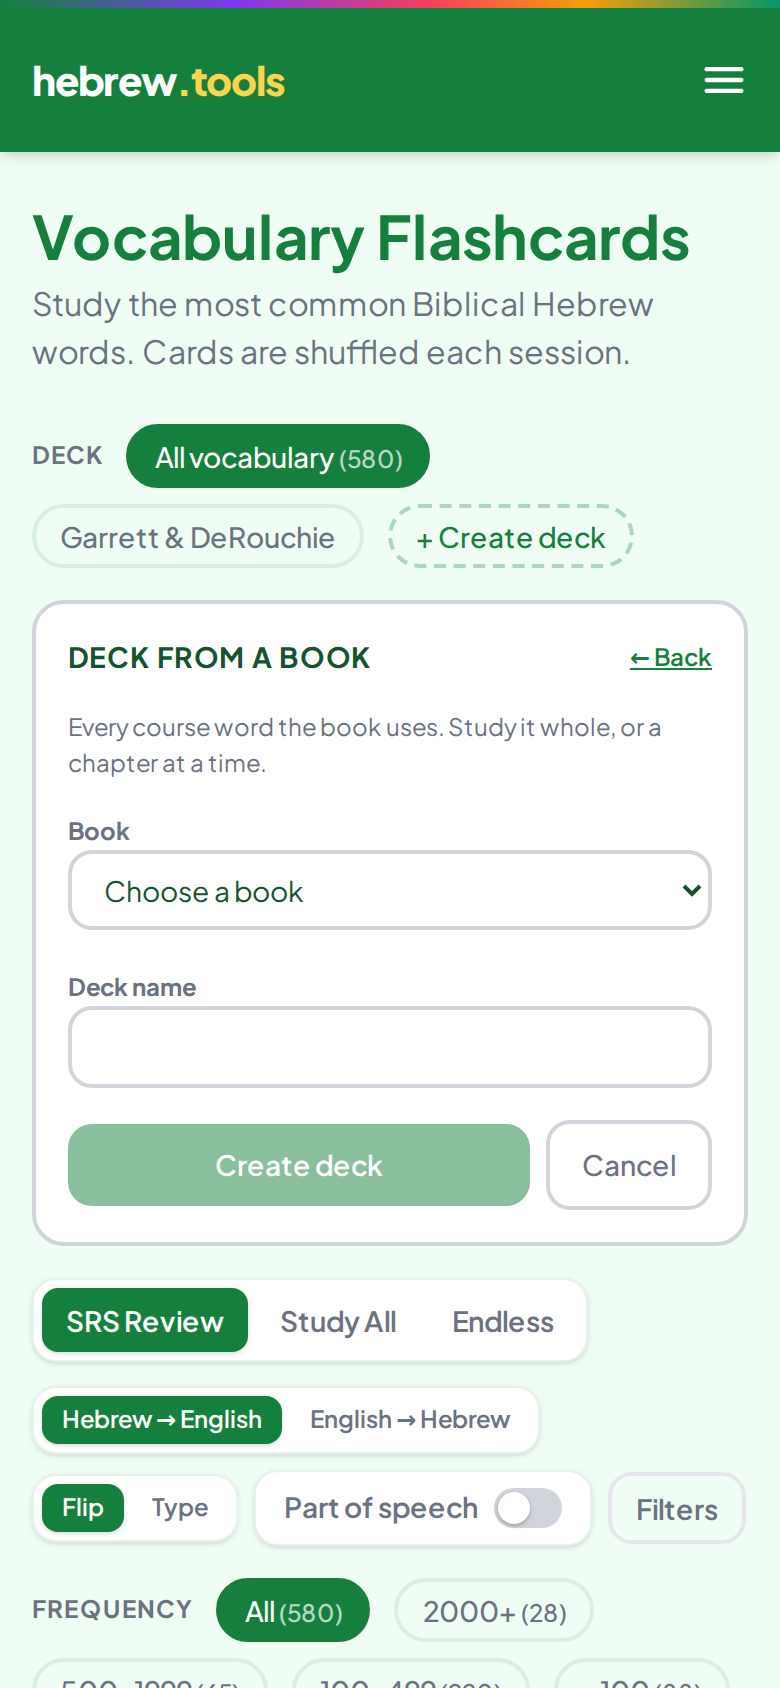 hebrew.tools
Vocabulary Flashcards
Study the most common Biblical Hebrew
words. Cards are shuffled each session.
DECK All vocabulary (580)
Garrett & DeRouchie + Create deck
DECK FROM A BOOK ← Back
Every course word the book uses. Study it whole, or a
chapter at a time.
Book
Choose a book
Deck name
Create deck Cancel
SRS Review Study All Endless
Hebrew → English English → Hebrew
Flip Type Part of speech Filters
FREQUENCY All (580) 2000+ (28)